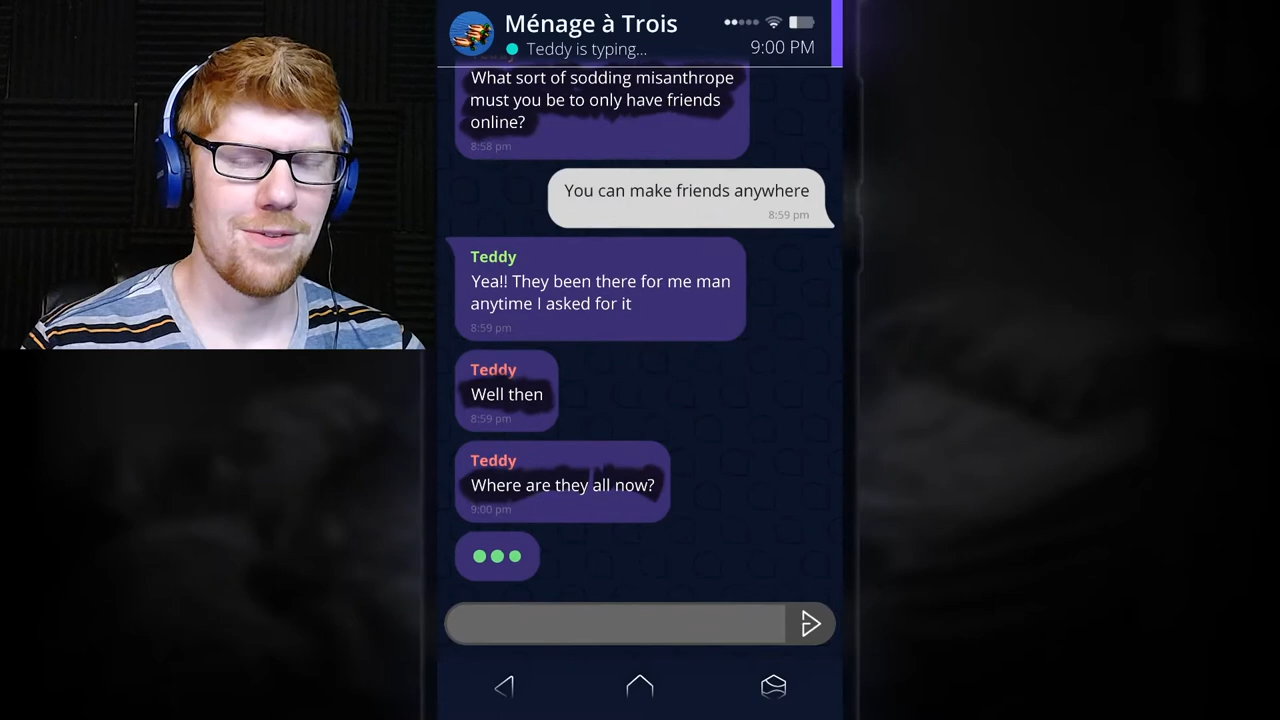 Ménage à Trois
Teddy is typing...
9:00 PM
What sort of sodding misanthrope
must you be to only have friends
online?
8:58 pm
You can make friends anywhere
8:59 pm
Teddy
Yea!! They been there for me man
anytime I asked for it
8:59 pm
Teddy
Well then
8:59 pm
Teddy
Where are they all now?
9:00 pm